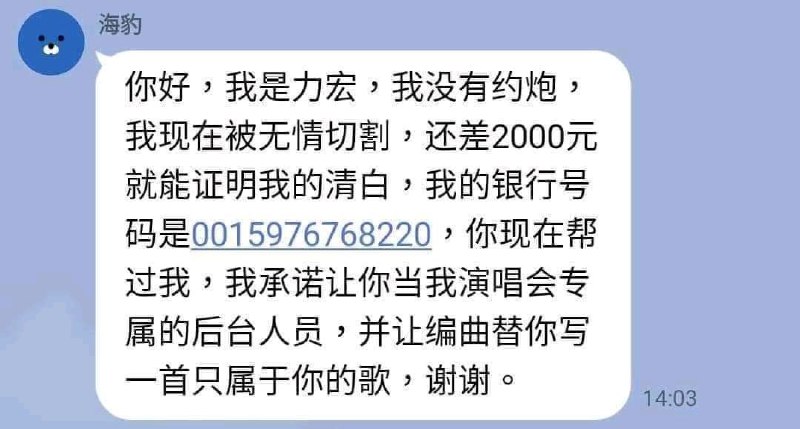 海豹
你好，我是力宏，我没有约炮，
我现在被无情切割，还差2000元
就能证明我的清白，我的银行号
码是0015976768220，你现在帮
过我，我承诺让你当我演唱会专
属的后台人员，并让编曲替你写
一首只属于你的歌，谢谢。
14:03